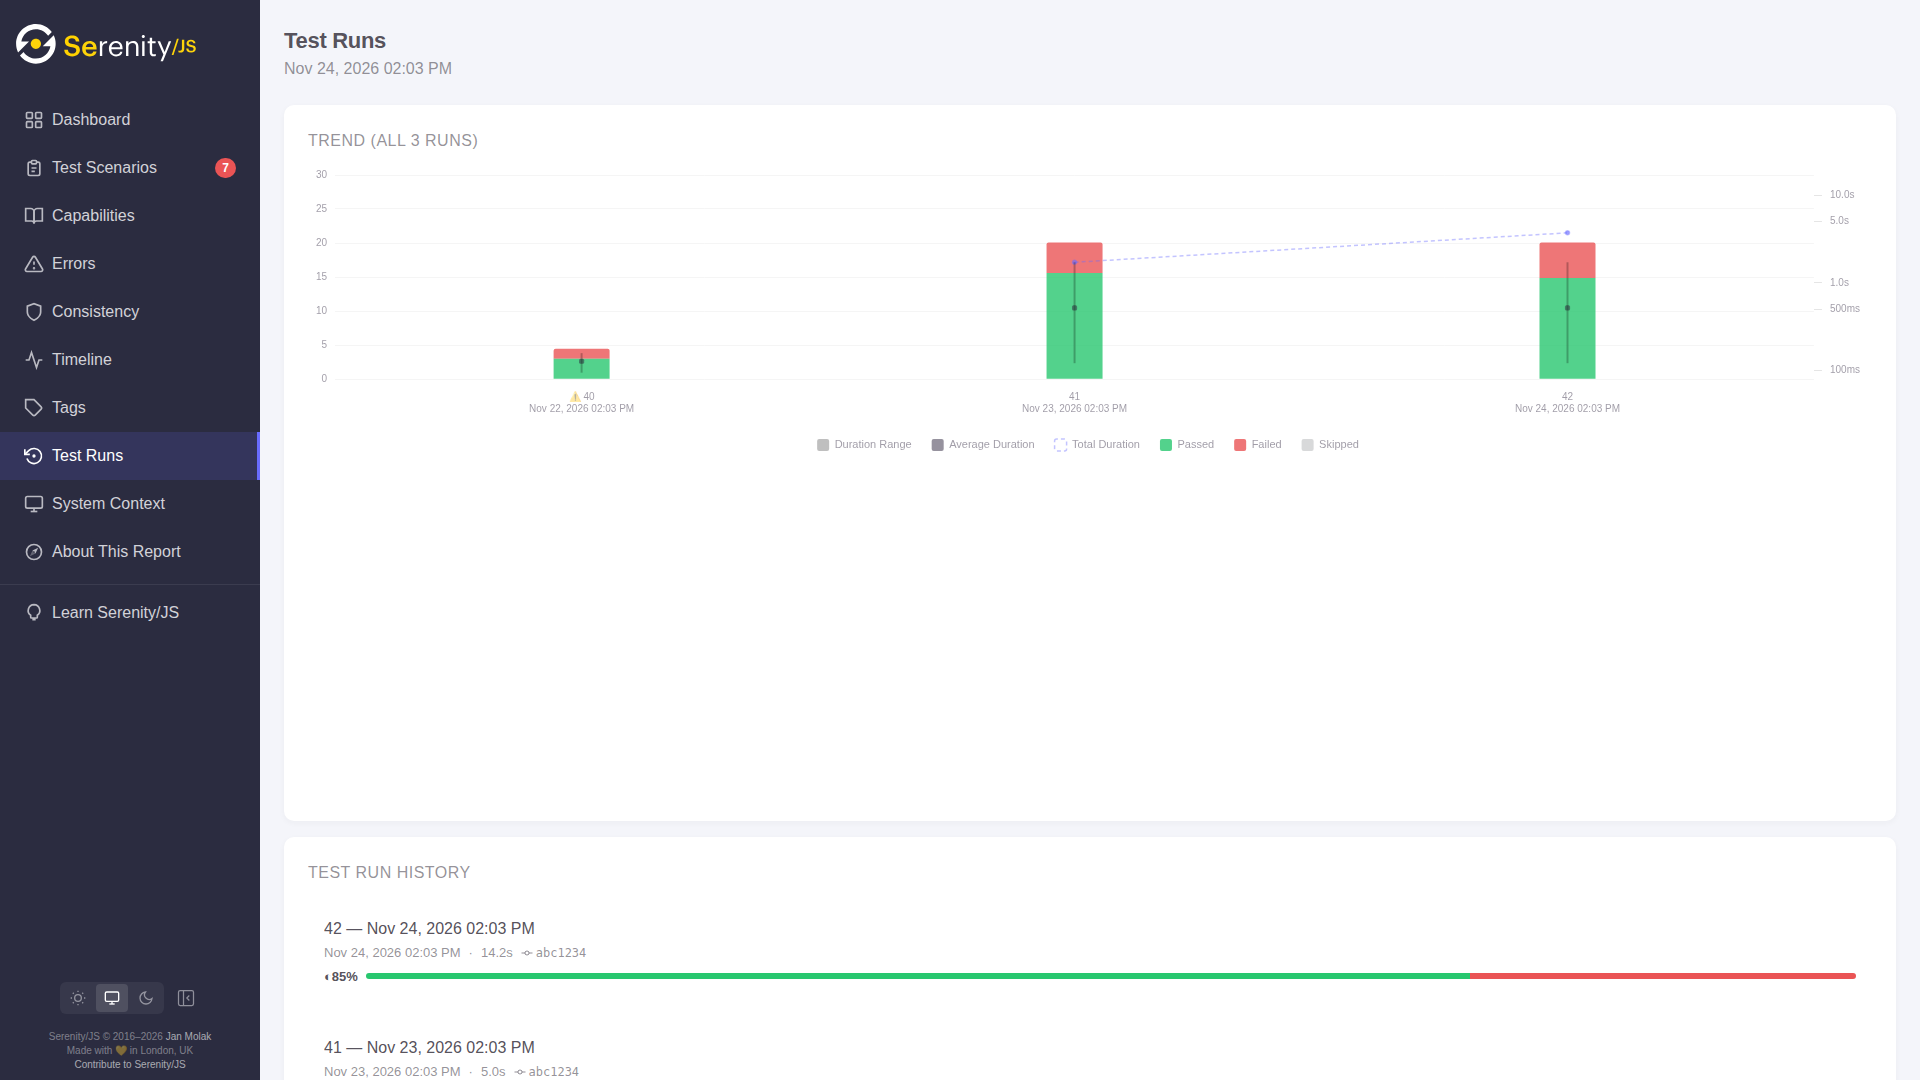 Serenity/JS
Dashboard
Test Scenarios 7
Capabilities
Errors
Consistency
Timeline
Tags
Test Runs
System Context
About This Report
Learn Serenity/JS
Serenity/JS © 2016–2026 Jan Molak
Made with 💛 in London, UK
Contribute to Serenity/JS
Test Runs
Nov 24, 2026 02:03 PM
TREND (ALL 3 RUNS)
30
25
20
15
10
5
0
10.0s
5.0s
1.0s
500ms
100ms
⚠️ 40
Nov 22, 2026 02:03 PM
41
Nov 23, 2026 02:03 PM
42
Nov 24, 2026 02:03 PM
Duration Range Average Duration Total Duration Passed Failed Skipped
TEST RUN HISTORY
42 — Nov 24, 2026 02:03 PM
Nov 24, 2026 02:03 PM · 14.2s abc1234
85%
41 — Nov 23, 2026 02:03 PM
Nov 23, 2026 02:03 PM · 5.0s abc1234